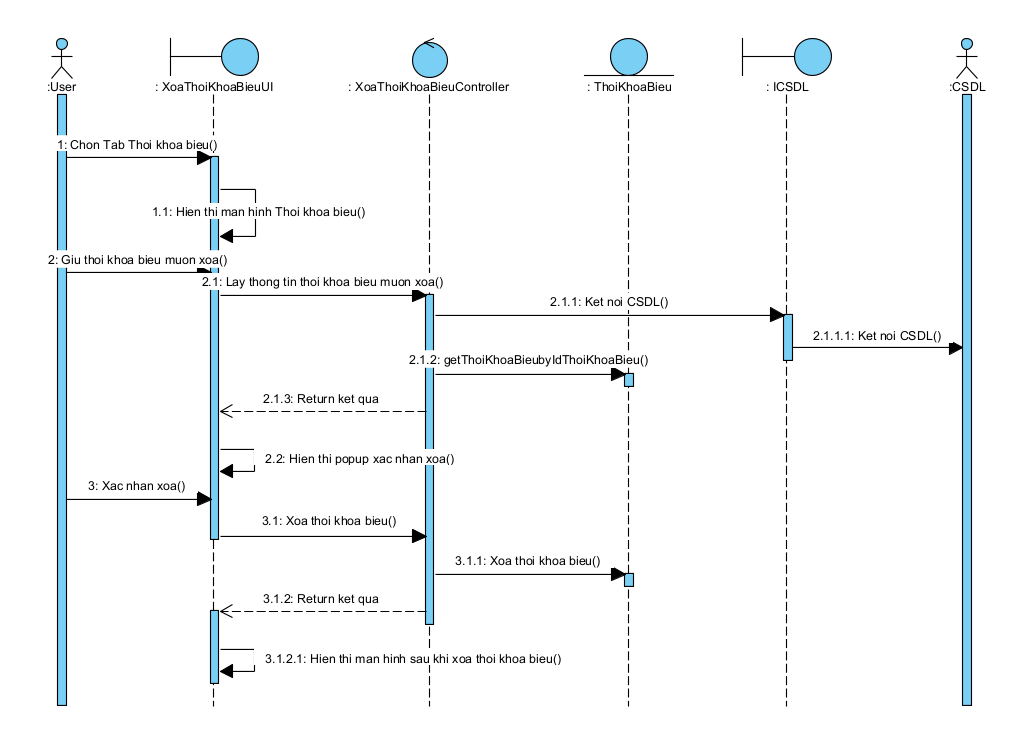 :User
: XoaThoiKhoaBieuUI
: XoaThoiKhoaBieuController
: ThoiKhoaBieu
: ICSDL
:CSDL
1: Chon Tab Thoi khoa bieu()
1.1: Hien thi man hinh Thoi khoa bieu()
2: Giu thoi khoa bieu muon xoa()
2.1: Lay thong tin thoi khoa bieu muon xoa()
2.1.1: Ket noi CSDL()
2.1.1.1: Ket noi CSDL()
2.1.2: getThoiKhoaBieubyIdThoiKhoaBieu()
2.1.3: Return ket qua
2.2: Hien thi popup xac nhan xoa()
3: Xac nhan xoa()
3.1: Xoa thoi khoa bieu()
3.1.1: Xoa thoi khoa bieu()
3.1.2: Return ket qua
3.1.2.1: Hien thi man hinh sau khi xoa thoi khoa bieu()